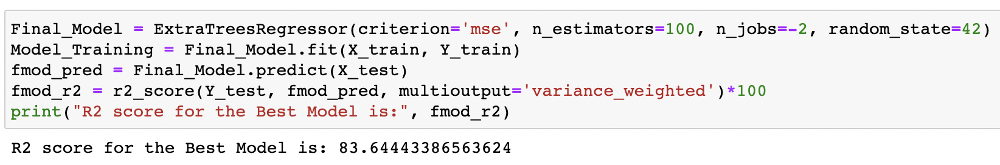 Final_Model = ExtraTreesRegressor(criterion='mse', n_estimators=100, n_jobs=-2, random_state=42)
Model_Training = Final_Model.fit(X_train, Y_train)
fmod_pred = Final_Model.predict(X_test)
fmod_r2 = r2_score(Y_test, fmod_pred, multioutput='variance_weighted')*100
print("R2 score for the Best Model is:", fmod_r2)
R2 score for the Best Model is: 83.64443386563624